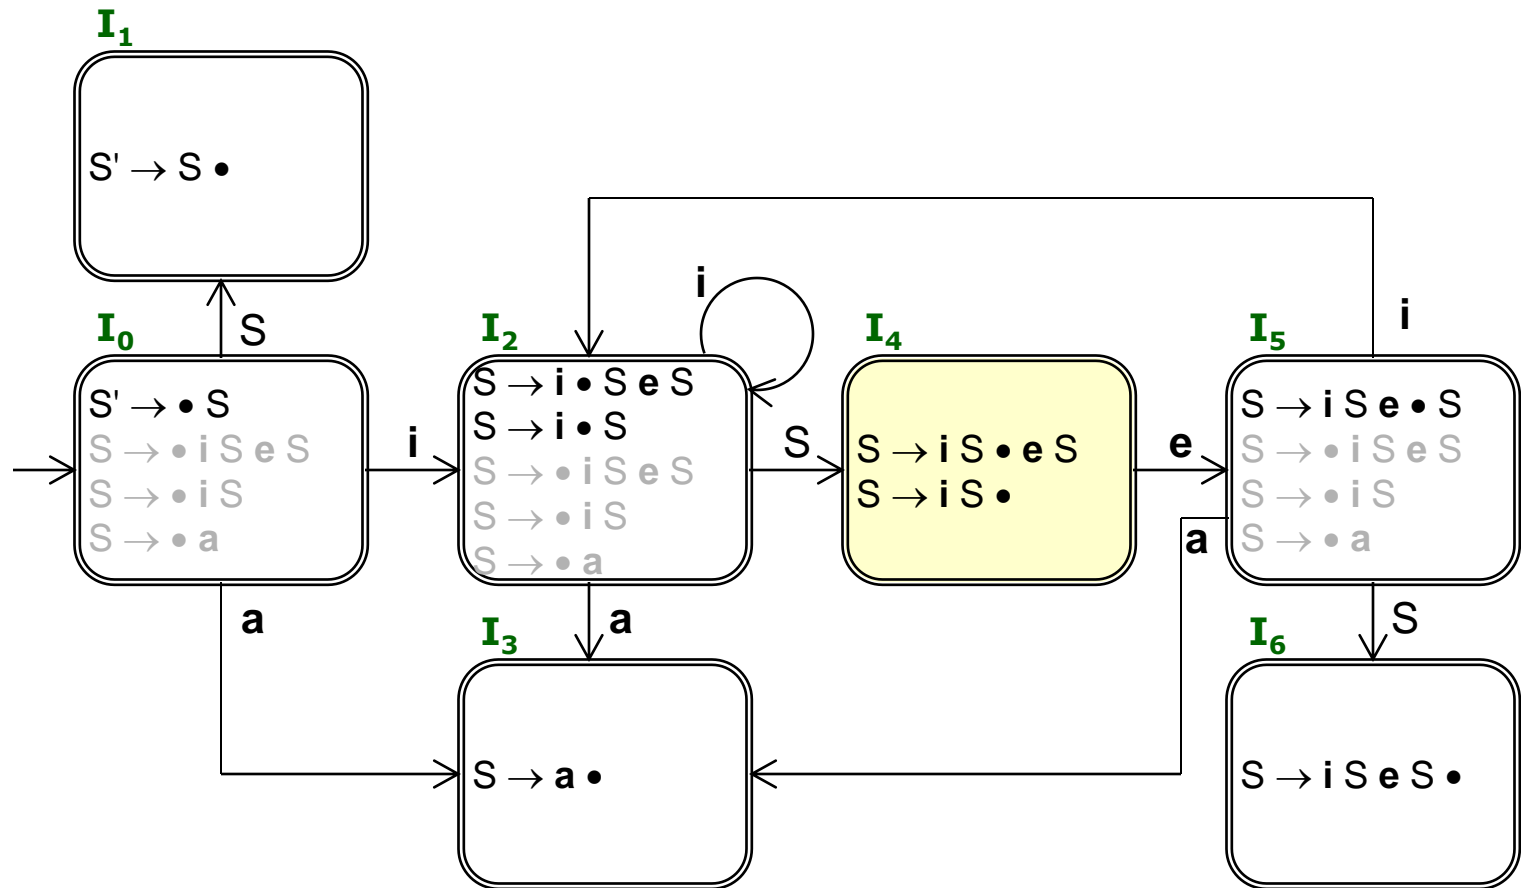 I₁
S' → S •
S
I₀
S' → • S
S → • i S e S
S → • i S
S → • a
i
a
I₂
S → i • S e S
S → i • S
S → • i S e S
S → • i S
S → • a
i
S
a
I₃
S → a •
I₄
S → i S • e S
S → i S •
e
I₅
S → i S e • S
S → • i S e S
S → • i S
S → • a
i
a
S
I₆
S → i S e S •